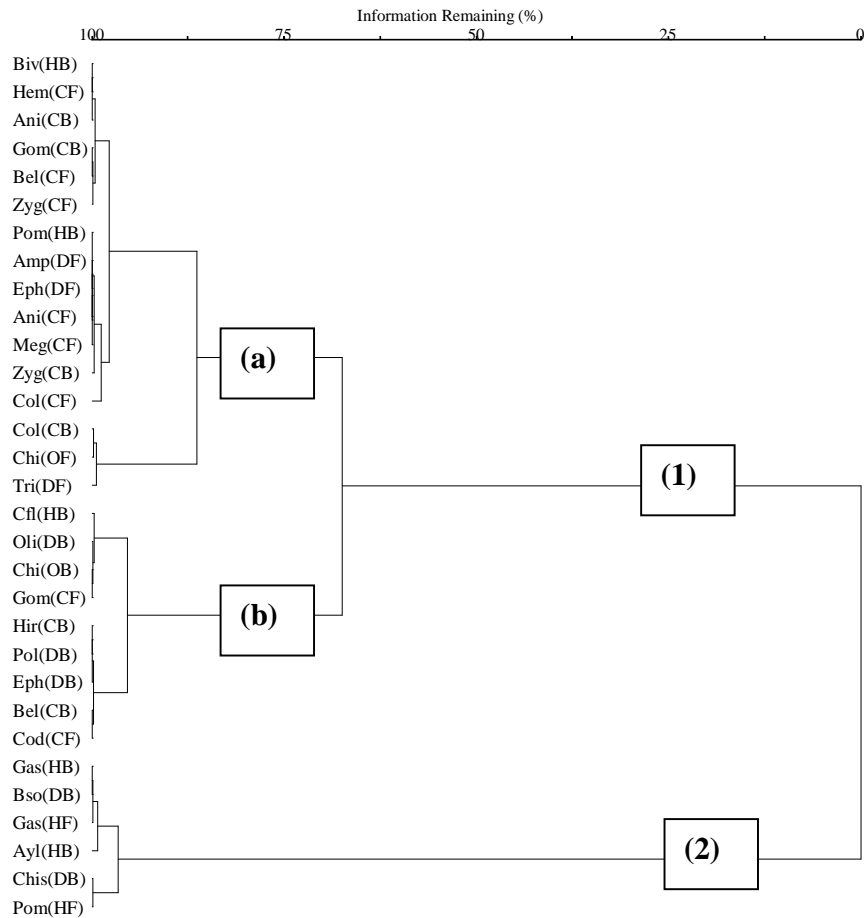 Information Remaining (%)
100 75 50 25 0
Biv(HB)
Hem(CF)
Ani(CB)
Gom(CB)
Bel(CF)
Zyg(CF)
Pom(HB)
Amp(DF)
Eph(DF)
Ani(CF)
Meg(CF)
Zyg(CB)
Col(CF)
Col(CB)
Chi(OF)
Tri(DF)
Cfl(HB)
Oli(DB)
Chi(OB)
Gom(CF)
Hir(CB)
Pol(DB)
Eph(DB)
Bel(CB)
Cod(CF)
Gas(HB)
Bso(DB)
Gas(HF)
Ayl(HB)
Chis(DB)
Pom(HF)
(a)
(1)
(b)
(2)